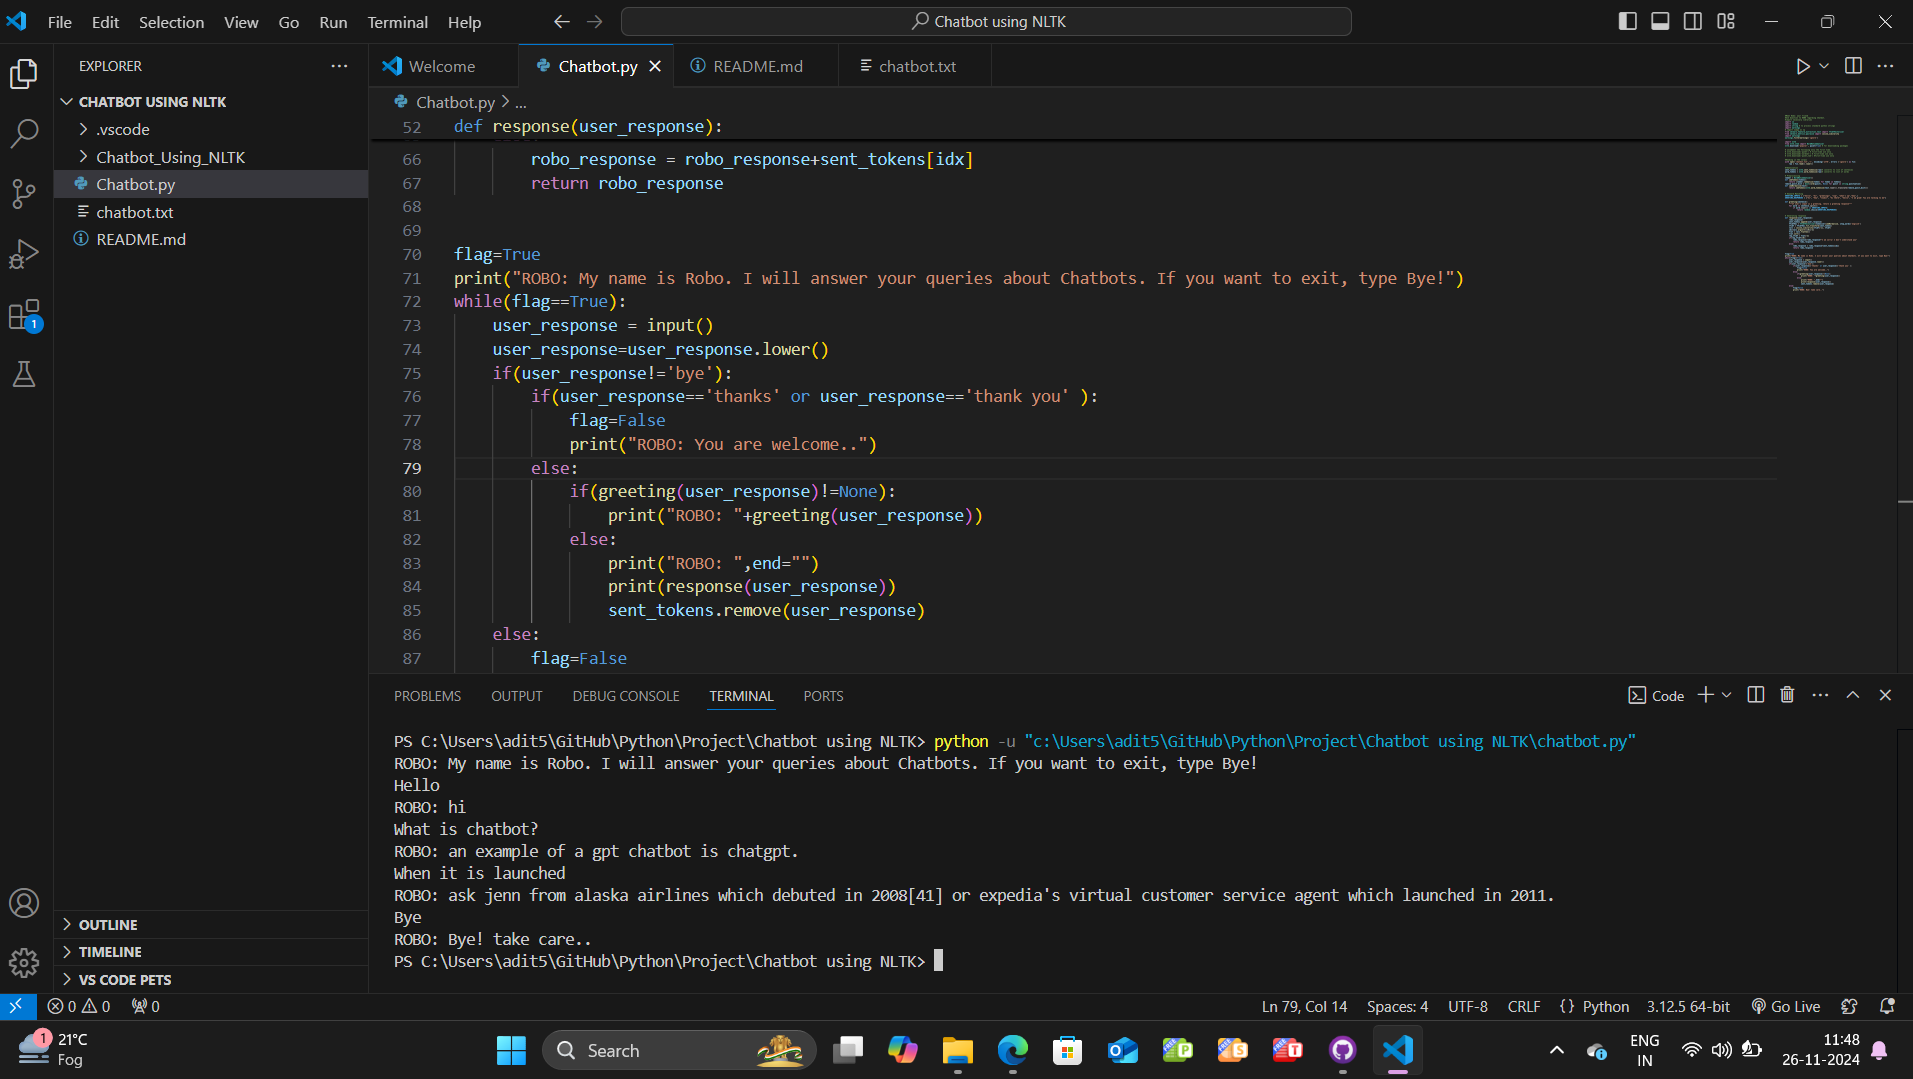 File Edit Selection View Go Run Terminal Help
Chatbot using NLTK
EXPLORER
CHATBOT USING NLTK
.vscode
Chatbot_Using_NLTK
Chatbot.py
chatbot.txt
README.md
OUTLINE
TIMELINE
VS CODE PETS
Welcome Chatbot.py README.md chatbot.txt
Chatbot.py > ...
52 def response(user_response):
66 robo_response = robo_response+sent_tokens[idx]
67 return robo_response
68
69
70 flag=True
71 print("ROBO: My name is Robo. I will answer your queries about Chatbots. If you want to exit, type Bye!")
72 while(flag==True):
73 user_response = input()
74 user_response=user_response.lower()
75 if(user_response!='bye'):
76 if(user_response=='thanks' or user_response=='thank you' ):
77 flag=False
78 print("ROBO: You are welcome..")
79 else:
80 if(greeting(user_response)!=None):
81 print("ROBO: "+greeting(user_response))
82 else:
83 print("ROBO: ",end="")
84 print(response(user_response))
85 sent_tokens.remove(user_response)
86 else:
87 flag=False
PROBLEMS OUTPUT DEBUG CONSOLE TERMINAL PORTS
Code
PS C:\Users\adit5\GitHub\Python\Project\Chatbot using NLTK> python -u "c:\Users\adit5\GitHub\Python\Project\Chatbot using NLTK\chatbot.py"
ROBO: My name is Robo. I will answer your queries about Chatbots. If you want to exit, type Bye!
Hello
ROBO: hi
What is chatbot?
ROBO: an example of a gpt chatbot is chatgpt.
When it is launched
ROBO: ask jenn from alaska airlines which debuted in 2008[41] or expedia's virtual customer service agent which launched in 2011.
Bye
ROBO: Bye! take care..
PS C:\Users\adit5\GitHub\Python\Project\Chatbot using NLTK>
1
0 0 0
Ln 79, Col 14 Spaces: 4 UTF-8 CRLF {} Python 3.12.5 64-bit Go Live
1
21°C
Fog
Search
FREE P
FREE S
FREE T
ENG
IN
11:48
26-11-2024